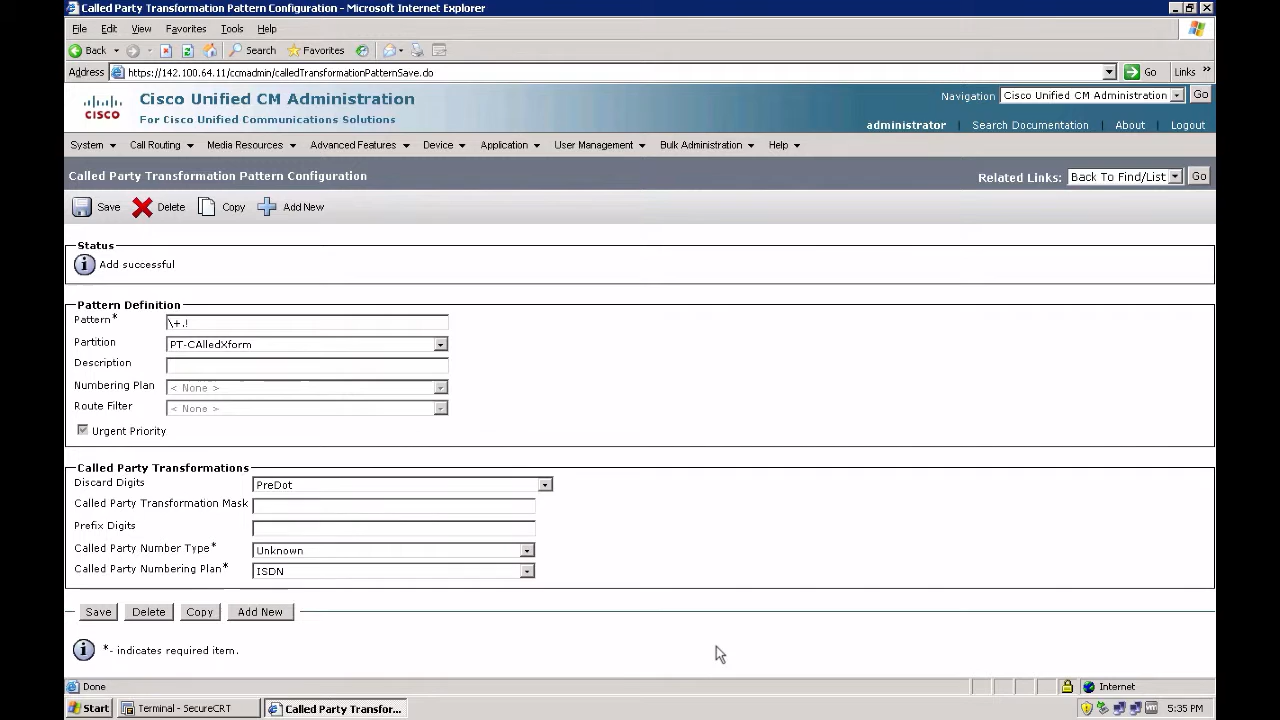 Called Party Transformation Pattern Configuration - Microsoft Internet Explorer
File Edit View Favorites Tools Help
Back Search Favorites
Address https://142.100.64.11/ccmadmin/calledTransformationPatternSave.do Go Links »
CISCO Cisco Unified CM Administration Navigation Cisco Unified CM Administration Go
For Cisco Unified Communications Solutions administrator | Search Documentation | About | Logout
System Call Routing Media Resources Advanced Features Device Application User Management Bulk Administration Help
Called Party Transformation Pattern Configuration Related Links: Back To Find/List Go
Save Delete Copy Add New
Status
Add successful
Pattern Definition
Pattern* \+.!
Partition PT-CAlledXform
Description
Numbering Plan < None >
Route Filter < None >
Urgent Priority
Called Party Transformations
Discard Digits PreDot
Called Party Transformation Mask
Prefix Digits
Called Party Number Type* Unknown
Called Party Numbering Plan* ISDN
Save Delete Copy Add New
*- indicates required item.
Done Internet
Start Terminal - SecureCRT Called Party Transfor... 5:35 PM